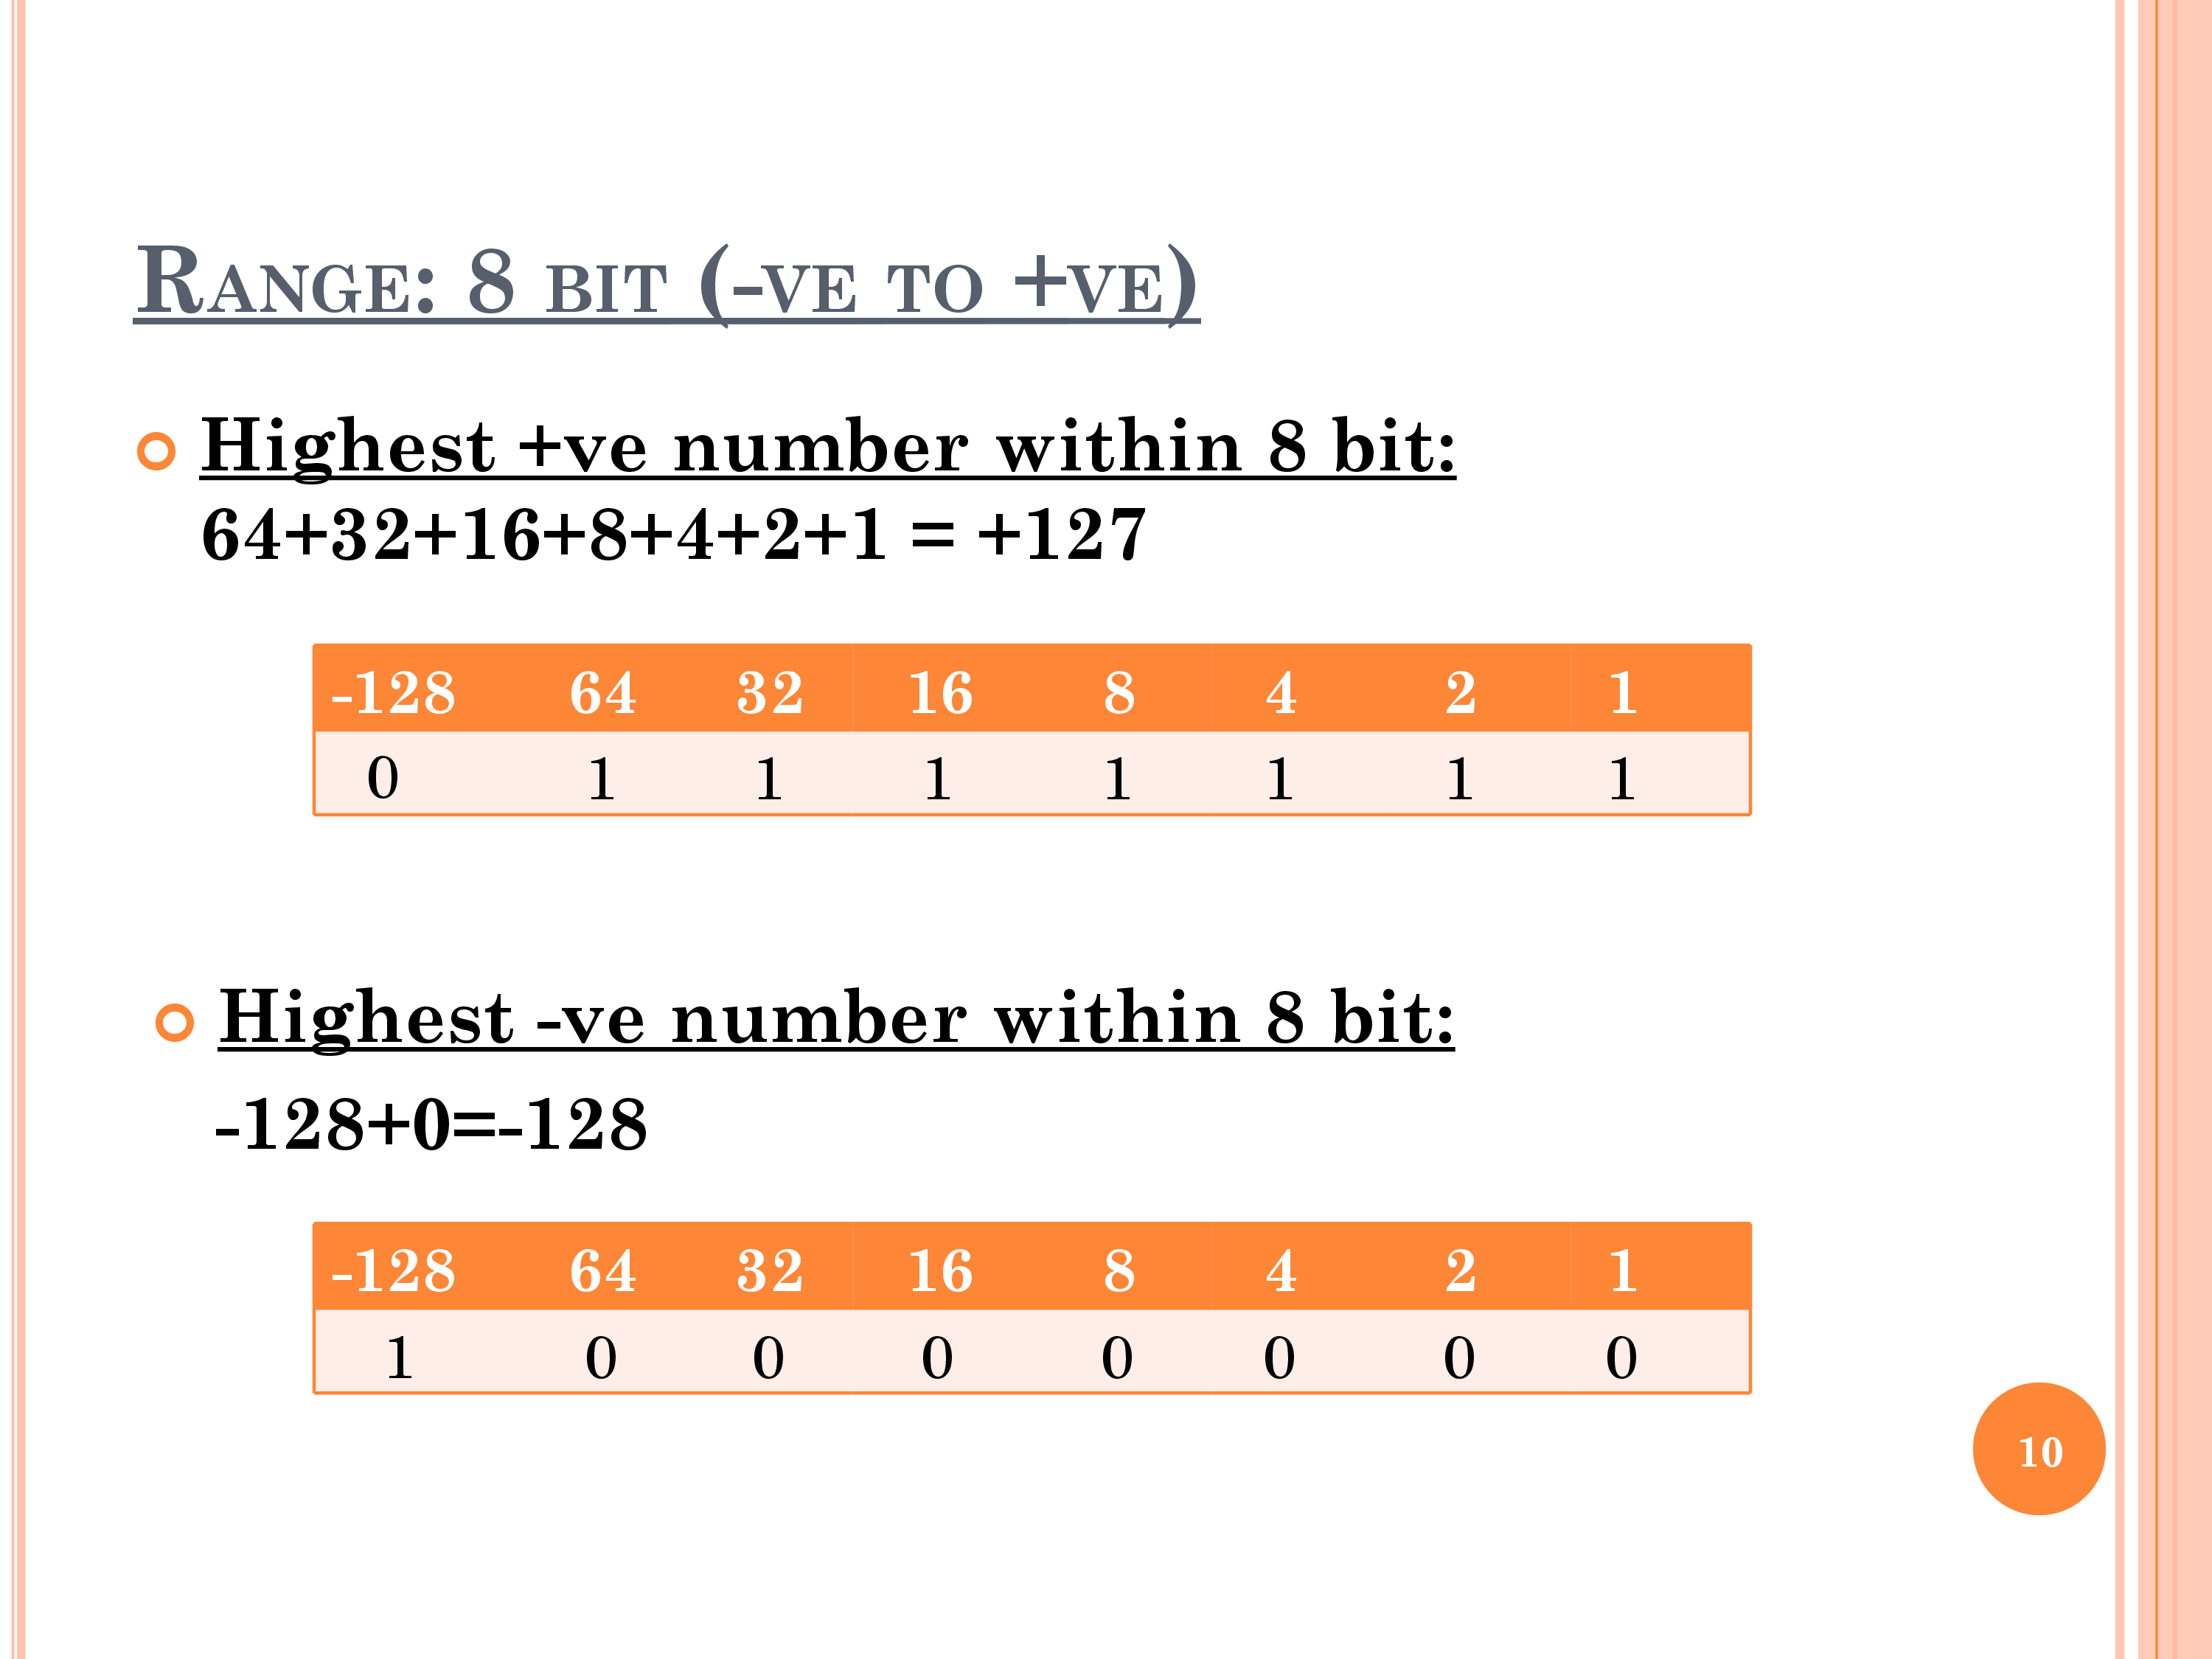 RANGE: 8 BIT (-VE TO +VE)
Highest +ve number within 8 bit:
64+32+16+8+4+2+1 = +127
-128 64 32 16 8 4 2 1
0 1 1 1 1 1 1 1
Highest -ve number within 8 bit:
-128+0=-128
-128 64 32 16 8 4 2 1
1 0 0 0 0 0 0 0
10